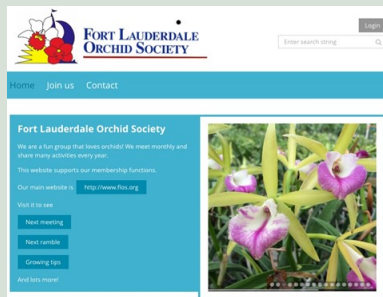 FORT LAUDERDALE
ORCHID SOCIETY
Login
Enter search string
Home Join us Contact
Fort Lauderdale Orchid Society
We are a fun group that loves orchids! We meet monthly and
share many activities every year.
This website supports our membership functions.
Our main website is http://www.flos.org
Visit it to see
Next meeting
Next ramble
Growing tips
And lots more!